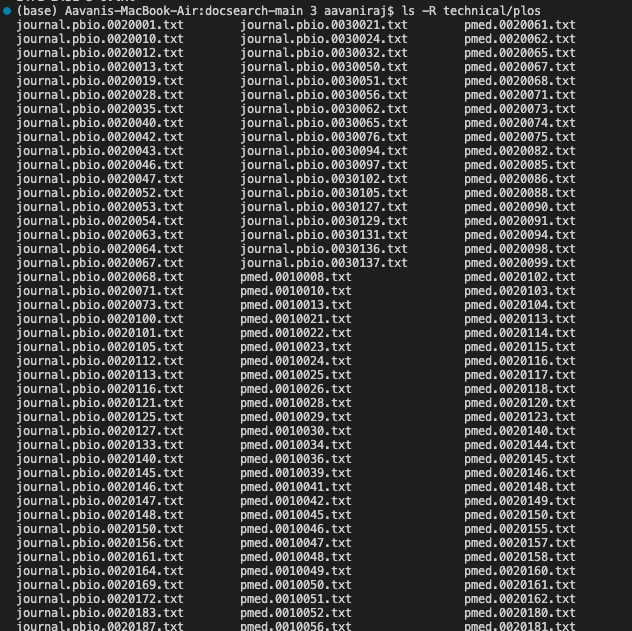 (base) Aavanis-MacBook-Air:docsearch-main 3 aavaniraj$ ls -R technical/plos
journal.pbio.0020001.txt journal.pbio.0030021.txt pmed.0020061.txt
journal.pbio.0020010.txt journal.pbio.0030024.txt pmed.0020062.txt
journal.pbio.0020012.txt journal.pbio.0030032.txt pmed.0020065.txt
journal.pbio.0020013.txt journal.pbio.0030050.txt pmed.0020067.txt
journal.pbio.0020019.txt journal.pbio.0030051.txt pmed.0020068.txt
journal.pbio.0020028.txt journal.pbio.0030056.txt pmed.0020071.txt
journal.pbio.0020035.txt journal.pbio.0030062.txt pmed.0020073.txt
journal.pbio.0020040.txt journal.pbio.0030065.txt pmed.0020074.txt
journal.pbio.0020042.txt journal.pbio.0030076.txt pmed.0020075.txt
journal.pbio.0020043.txt journal.pbio.0030094.txt pmed.0020082.txt
journal.pbio.0020046.txt journal.pbio.0030097.txt pmed.0020085.txt
journal.pbio.0020047.txt journal.pbio.0030102.txt pmed.0020086.txt
journal.pbio.0020052.txt journal.pbio.0030105.txt pmed.0020088.txt
journal.pbio.0020053.txt journal.pbio.0030127.txt pmed.0020090.txt
journal.pbio.0020054.txt journal.pbio.0030129.txt pmed.0020091.txt
journal.pbio.0020063.txt journal.pbio.0030131.txt pmed.0020094.txt
journal.pbio.0020064.txt journal.pbio.0030136.txt pmed.0020098.txt
journal.pbio.0020067.txt journal.pbio.0030137.txt pmed.0020099.txt
journal.pbio.0020068.txt pmed.0010008.txt pmed.0020102.txt
journal.pbio.0020071.txt pmed.0010010.txt pmed.0020103.txt
journal.pbio.0020073.txt pmed.0010013.txt pmed.0020104.txt
journal.pbio.0020100.txt pmed.0010021.txt pmed.0020113.txt
journal.pbio.0020101.txt pmed.0010022.txt pmed.0020114.txt
journal.pbio.0020105.txt pmed.0010023.txt pmed.0020115.txt
journal.pbio.0020112.txt pmed.0010024.txt pmed.0020116.txt
journal.pbio.0020113.txt pmed.0010025.txt pmed.0020117.txt
journal.pbio.0020116.txt pmed.0010026.txt pmed.0020118.txt
journal.pbio.0020121.txt pmed.0010028.txt pmed.0020120.txt
journal.pbio.0020125.txt pmed.0010029.txt pmed.0020123.txt
journal.pbio.0020127.txt pmed.0010030.txt pmed.0020140.txt
journal.pbio.0020133.txt pmed.0010034.txt pmed.0020144.txt
journal.pbio.0020140.txt pmed.0010036.txt pmed.0020145.txt
journal.pbio.0020145.txt pmed.0010039.txt pmed.0020146.txt
journal.pbio.0020146.txt pmed.0010041.txt pmed.0020148.txt
journal.pbio.0020147.txt pmed.0010042.txt pmed.0020149.txt
journal.pbio.0020148.txt pmed.0010045.txt pmed.0020150.txt
journal.pbio.0020150.txt pmed.0010046.txt pmed.0020155.txt
journal.pbio.0020156.txt pmed.0010047.txt pmed.0020157.txt
journal.pbio.0020161.txt pmed.0010048.txt pmed.0020158.txt
journal.pbio.0020164.txt pmed.0010049.txt pmed.0020160.txt
journal.pbio.0020169.txt pmed.0010050.txt pmed.0020161.txt
journal.pbio.0020172.txt pmed.0010051.txt pmed.0020162.txt
journal.pbio.0020183.txt pmed.0010052.txt pmed.0020180.txt
journal.pbio.0020187.txt pmed.0010056.txt pmed.0020181.txt